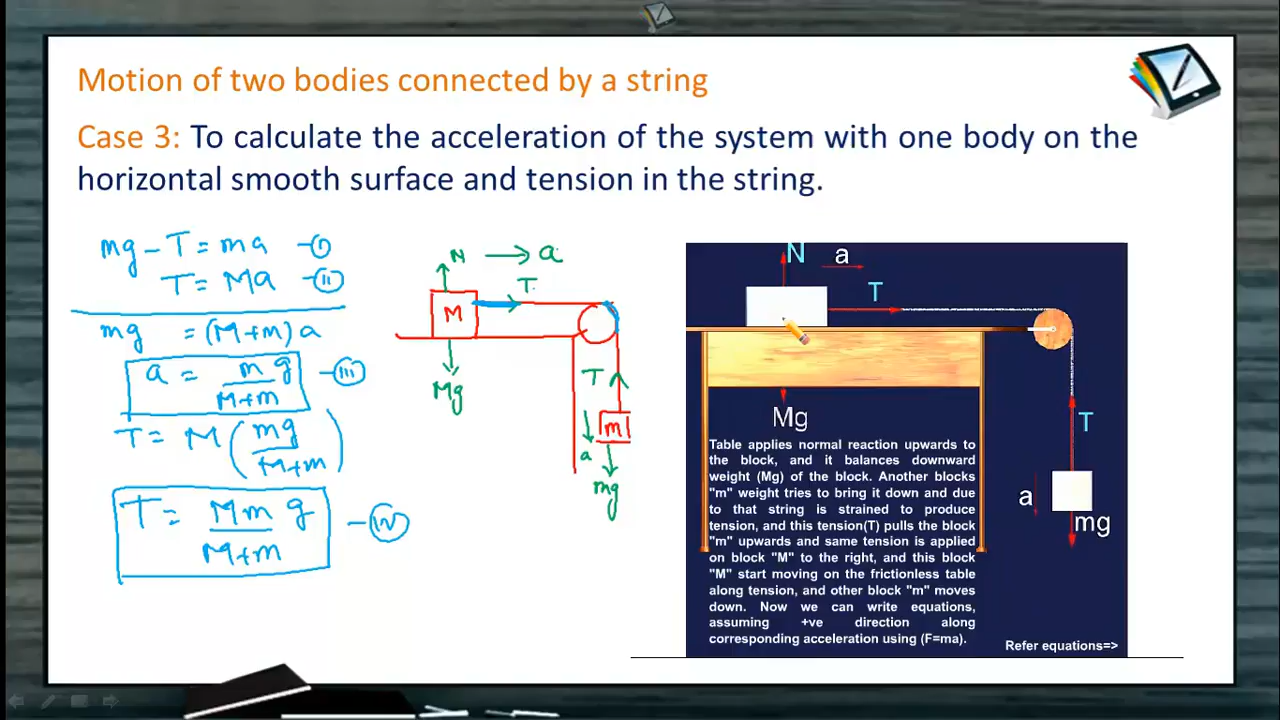 Motion of two bodies connected by a string
Case 3: To calculate the acceleration of the system with one body on the
horizontal smooth surface and tension in the string.
mg - T = ma - (i)
T = Ma - (ii)
mg = (M+m) a
a = m/(M+m) g - (iii)
T = M (mg/(M+m))
T = Mm/(M+m) g - (iv)
N → a
T
M
Mg
T
m
a
mg
N a
T
Mg
T
a
mg
Table applies normal reaction upwards to
the block, and it balances downward
weight (Mg) of the block. Another blocks
"m" weight tries to bring it down and due
to that string is strained to produce
tension, and this tension(T) pulls the block
"m" upwards and same tension is applied
on block "M" to the right, and this block
"M" start moving on the frictionless table
along tension, and other block "m" moves
down. Now we can write equations,
assuming +ve direction along
corresponding acceleration using (F=ma).
Refer equations=>